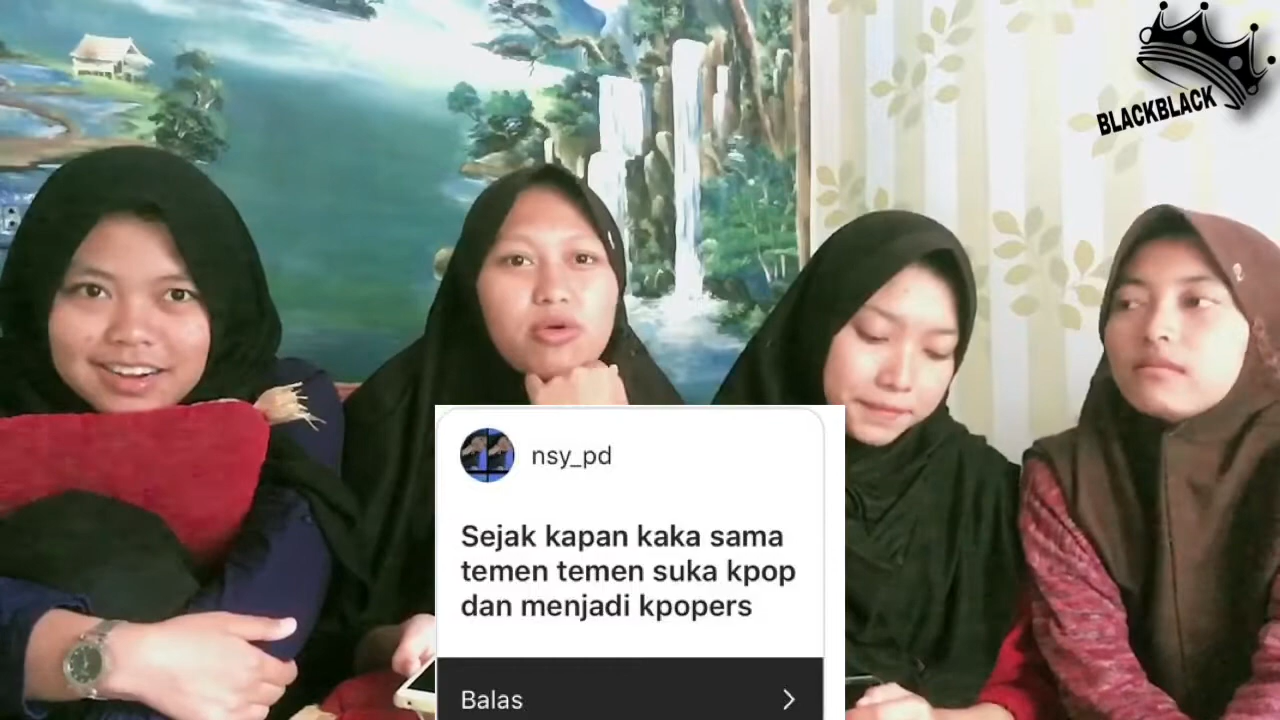 BLACKBLACK
nsy_pd
Sejak kapan kaka sama
temen temen suka kpop
dan menjadi kpopers
Balas